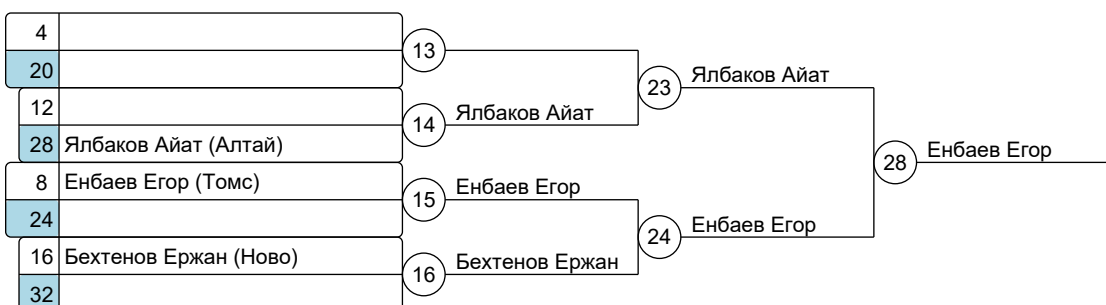 4
20
13
12
28 Ялбаков Айат (Алтай)
14
Ялбаков Айат
23
Ялбаков Айат
8 Енбаев Егор (Томс)
24
15
Енбаев Егор
16 Бехтенов Ержан (Ново)
32
16
Бехтенов Ержан
24
Енбаев Егор
28
Енбаев Егор